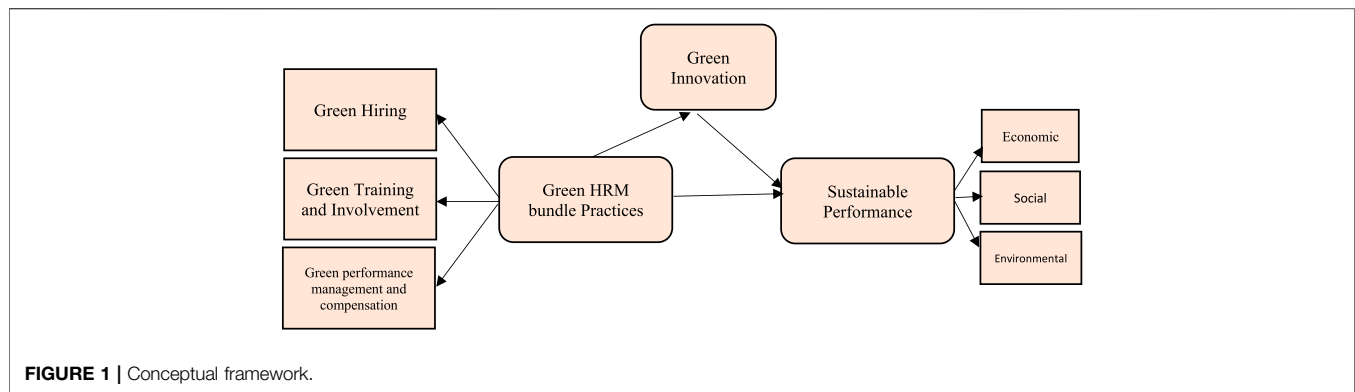 Green
Innovation
Green Hiring
Green Training
and Involvement
Green performance
management and
compensation
Green HRM
bundle Practices
Sustainable
Performance
Economic
Social
Environmental
FIGURE 1 | Conceptual framework.